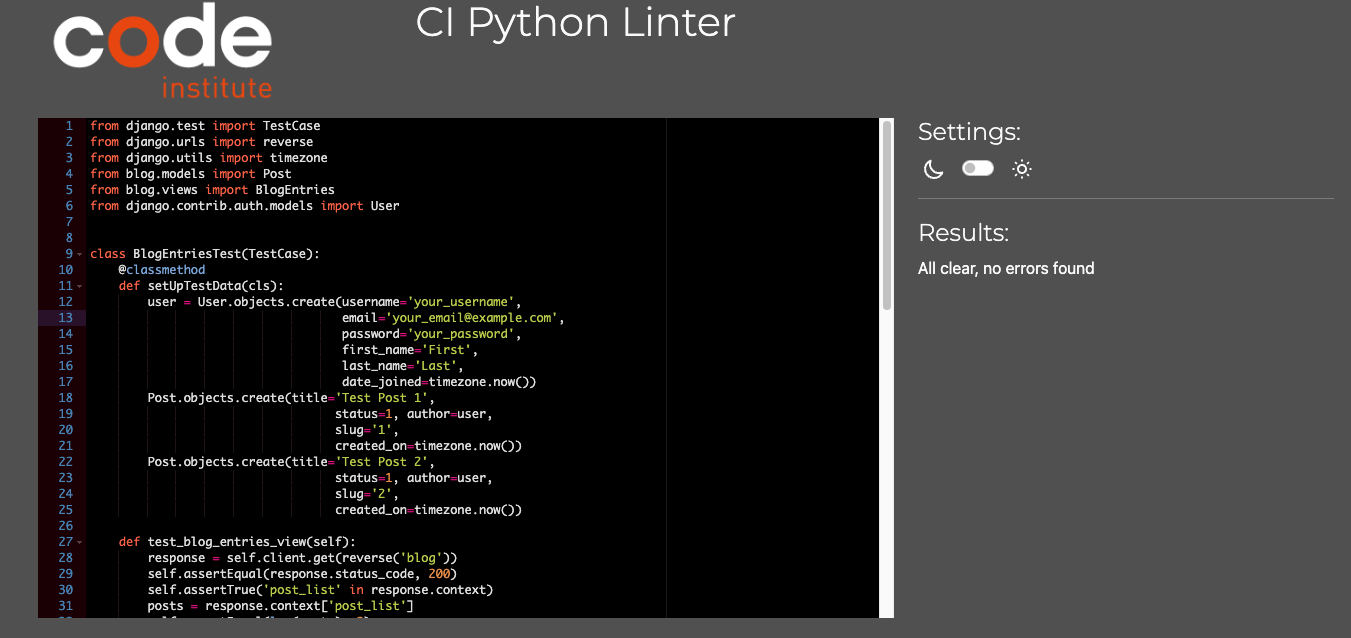 code
institute
CI Python Linter
1 from django.test import TestCase
2 from django.urls import reverse
3 from django.utils import timezone
4 from blog.models import Post
5 from blog.views import BlogEntries
6 from django.contrib.auth.models import User
7
8
9 class BlogEntriesTest(TestCase):
10 @classmethod
11 def setUpTestData(cls):
12 user = User.objects.create(username='your_username',
13 email='your_email@example.com',
14 password='your_password',
15 first_name='First',
16 last_name='Last',
17 date_joined=timezone.now())
18 Post.objects.create(title='Test Post 1',
19 status=1, author=user,
20 slug='1',
21 created_on=timezone.now())
22 Post.objects.create(title='Test Post 2',
23 status=1, author=user,
24 slug='2',
25 created_on=timezone.now())
26
27 def test_blog_entries_view(self):
28 response = self.client.get(reverse('blog'))
29 self.assertEqual(response.status_code, 200)
30 self.assertTrue('post_list' in response.context)
31 posts = response.context['post_list']
Settings:
Results:
All clear, no errors found